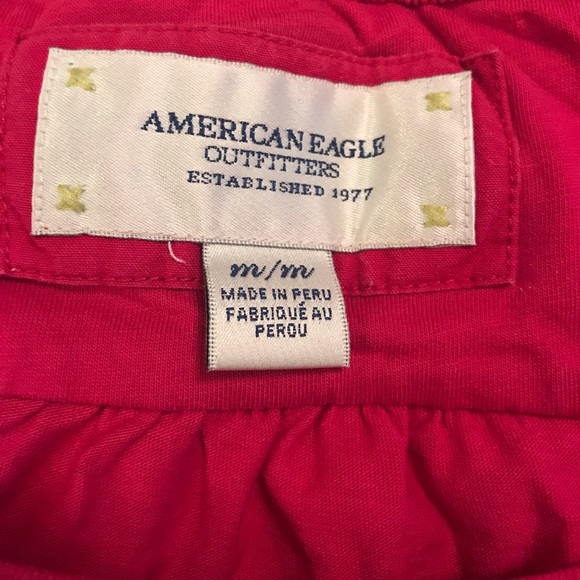 AMERICAN EAGLE
OUTFITTERS
ESTABLISHED 1977
m/m
MADE IN PERU
FABRIQUÉ AU
PEROU